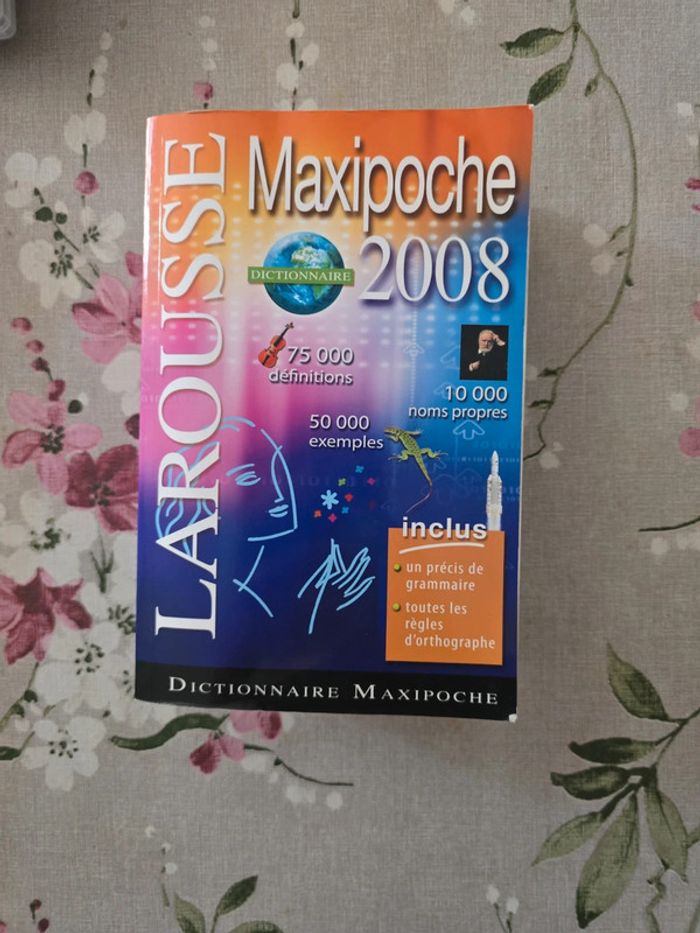 LAROUSSE
Maxipoche
2008
DICTIONNAIRE
75 000
définitions
10 000
noms propres
50 000
exemples
inclus
un précis de
grammaire
toutes les
règles
d'orthographe
DICTIONNAIRE MAXIPOCHE